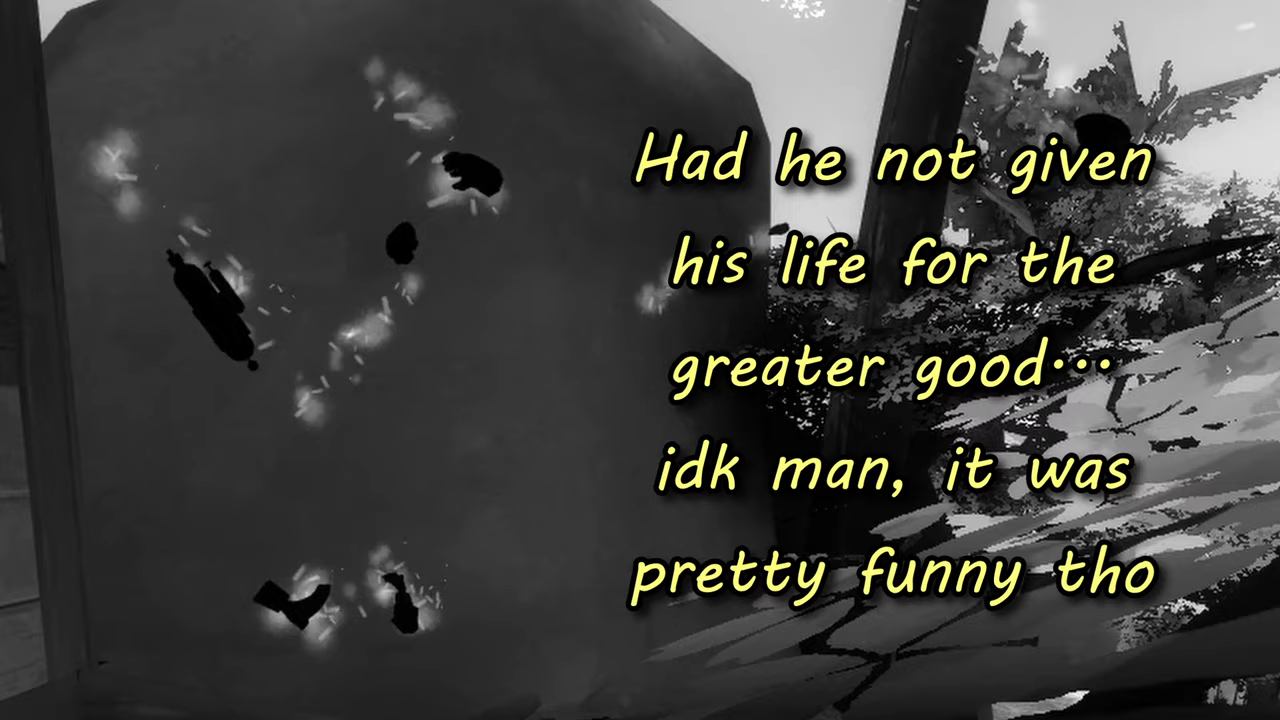 Had he not given
his life for the
greater good···
idk man, it was
pretty funny tho